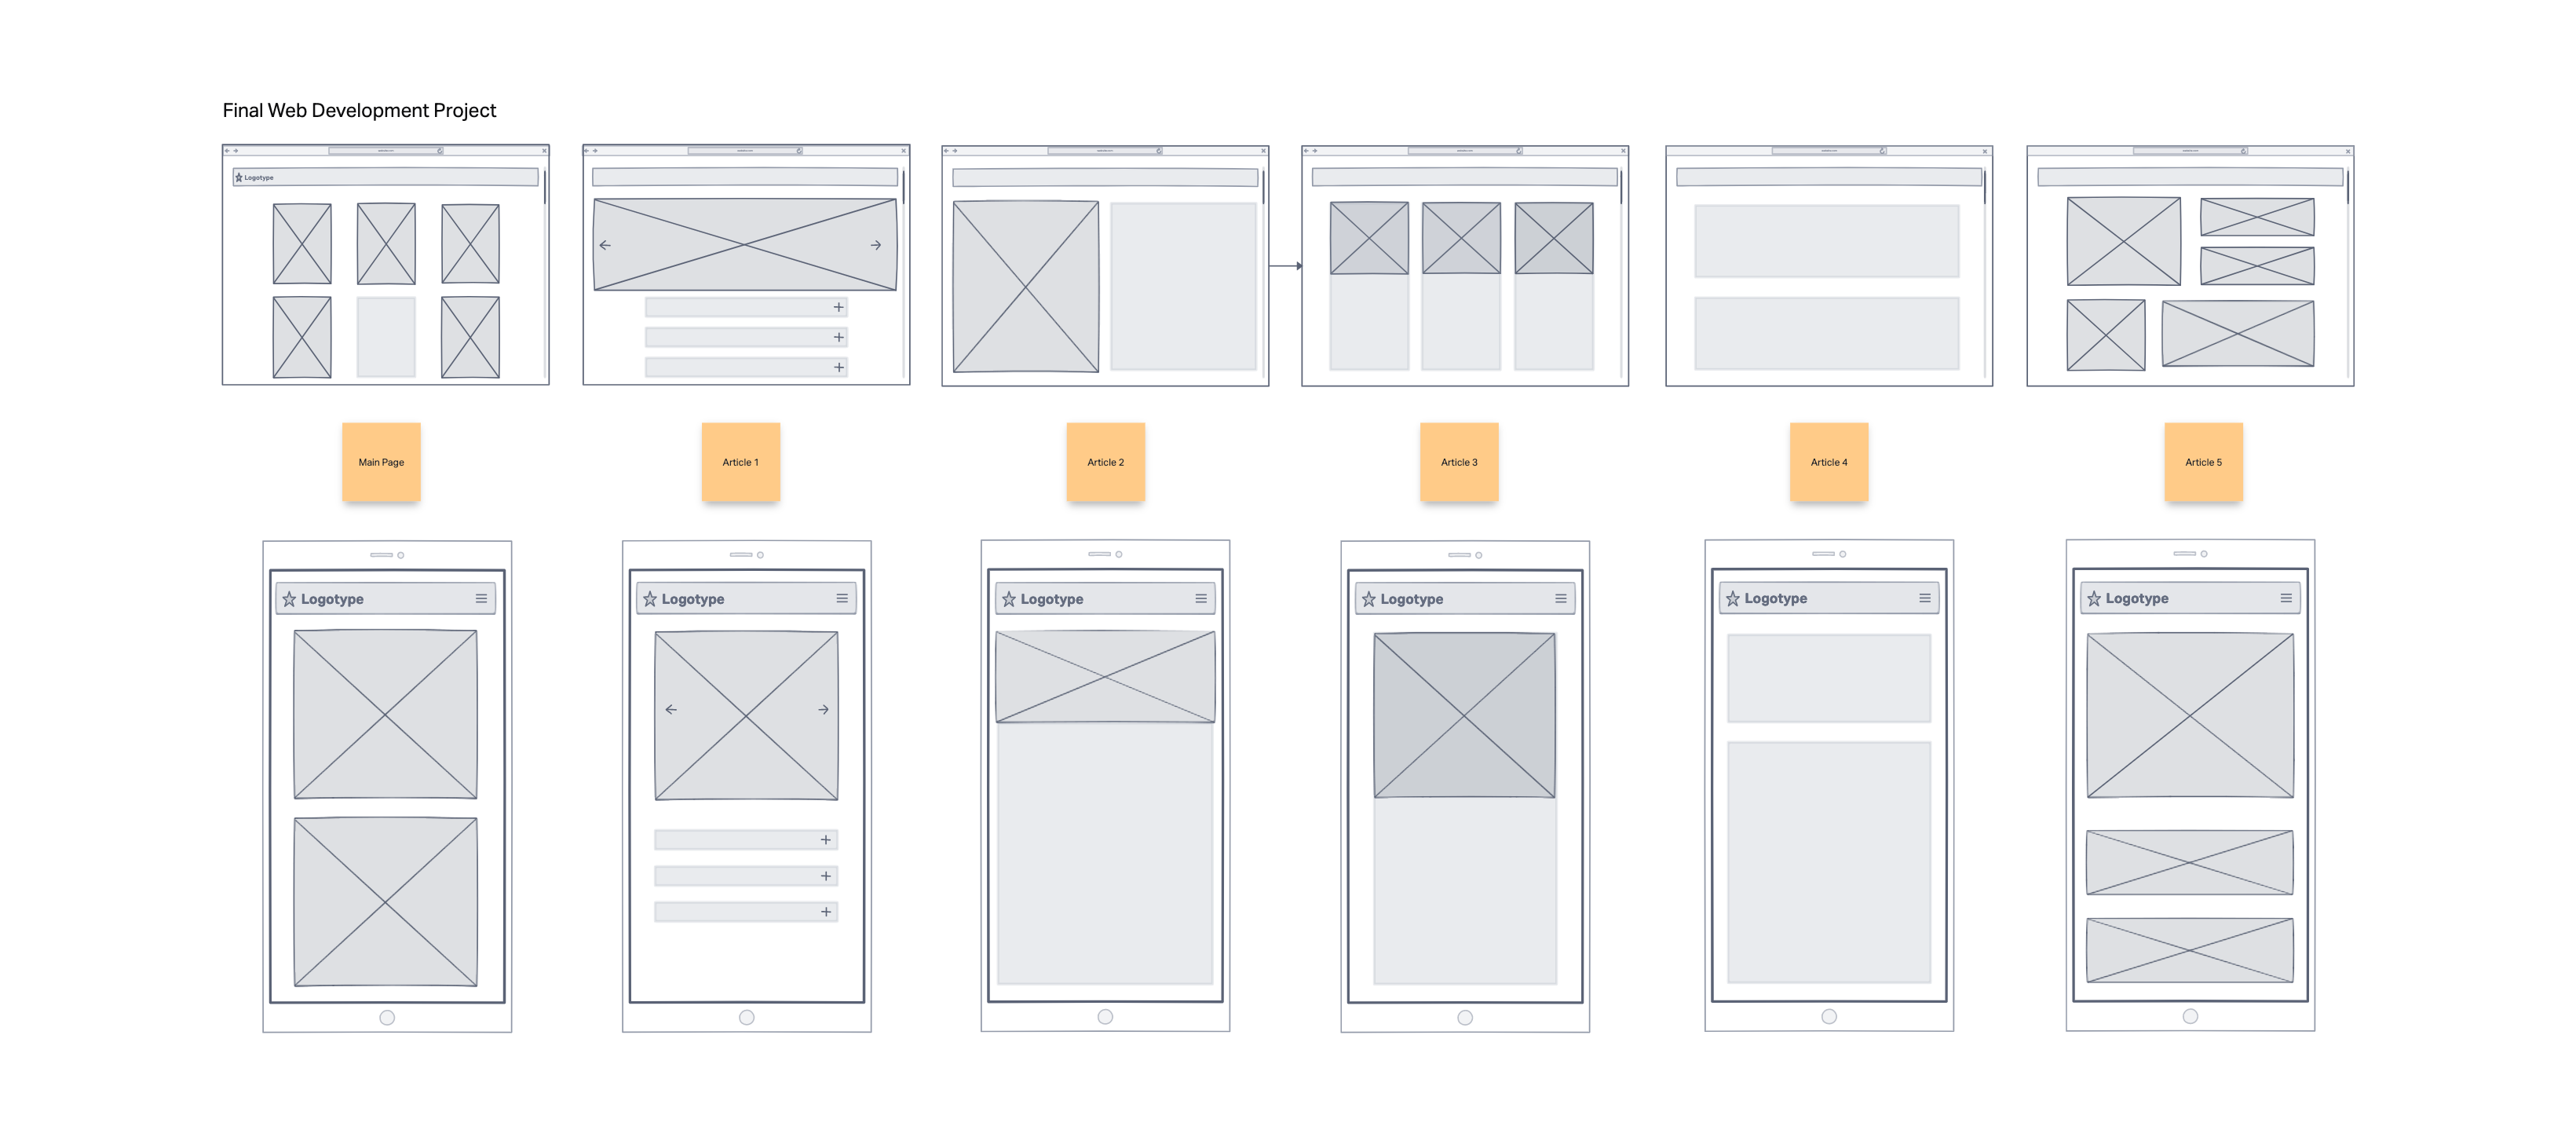 Final Web Development Project
Logotype
Main Page
Article 1
Article 2
Article 3
Article 4
Article 5
Logotype
Logotype
Logotype
Logotype
Logotype
Logotype